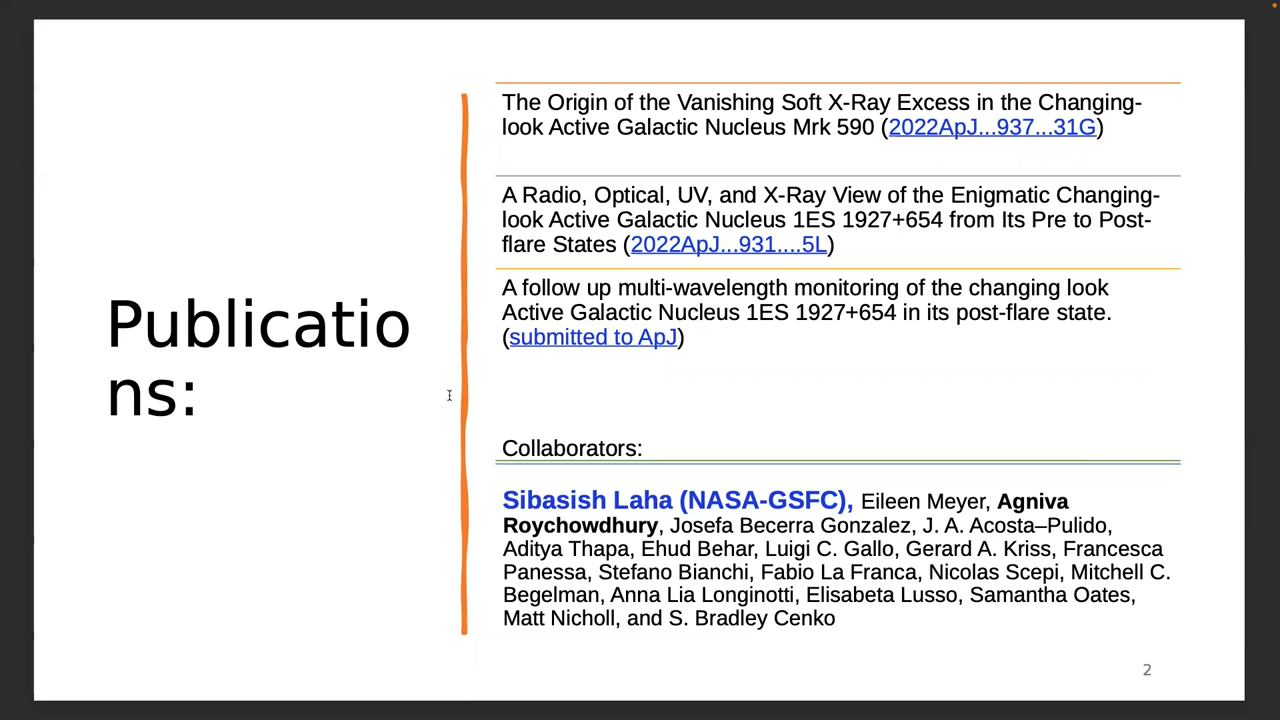 Publicatio
ns:
The Origin of the Vanishing Soft X-Ray Excess in the Changing-
look Active Galactic Nucleus Mrk 590 (2022ApJ...937...31G)
A Radio, Optical, UV, and X-Ray View of the Enigmatic Changing-
look Active Galactic Nucleus 1ES 1927+654 from Its Pre to Post-
flare States (2022ApJ...931....5L)
A follow up multi-wavelength monitoring of the changing look
Active Galactic Nucleus 1ES 1927+654 in its post-flare state.
(submitted to ApJ)
Collaborators:
Sibasish Laha (NASA-GSFC), Eileen Meyer, Agniva
Roychowdhury, Josefa Becerra Gonzalez, J. A. Acosta–Pulido,
Aditya Thapa, Ehud Behar, Luigi C. Gallo, Gerard A. Kriss, Francesca
Panessa, Stefano Bianchi, Fabio La Franca, Nicolas Scepi, Mitchell C.
Begelman, Anna Lia Longinotti, Elisabeta Lusso, Samantha Oates,
Matt Nicholl, and S. Bradley Cenko
2